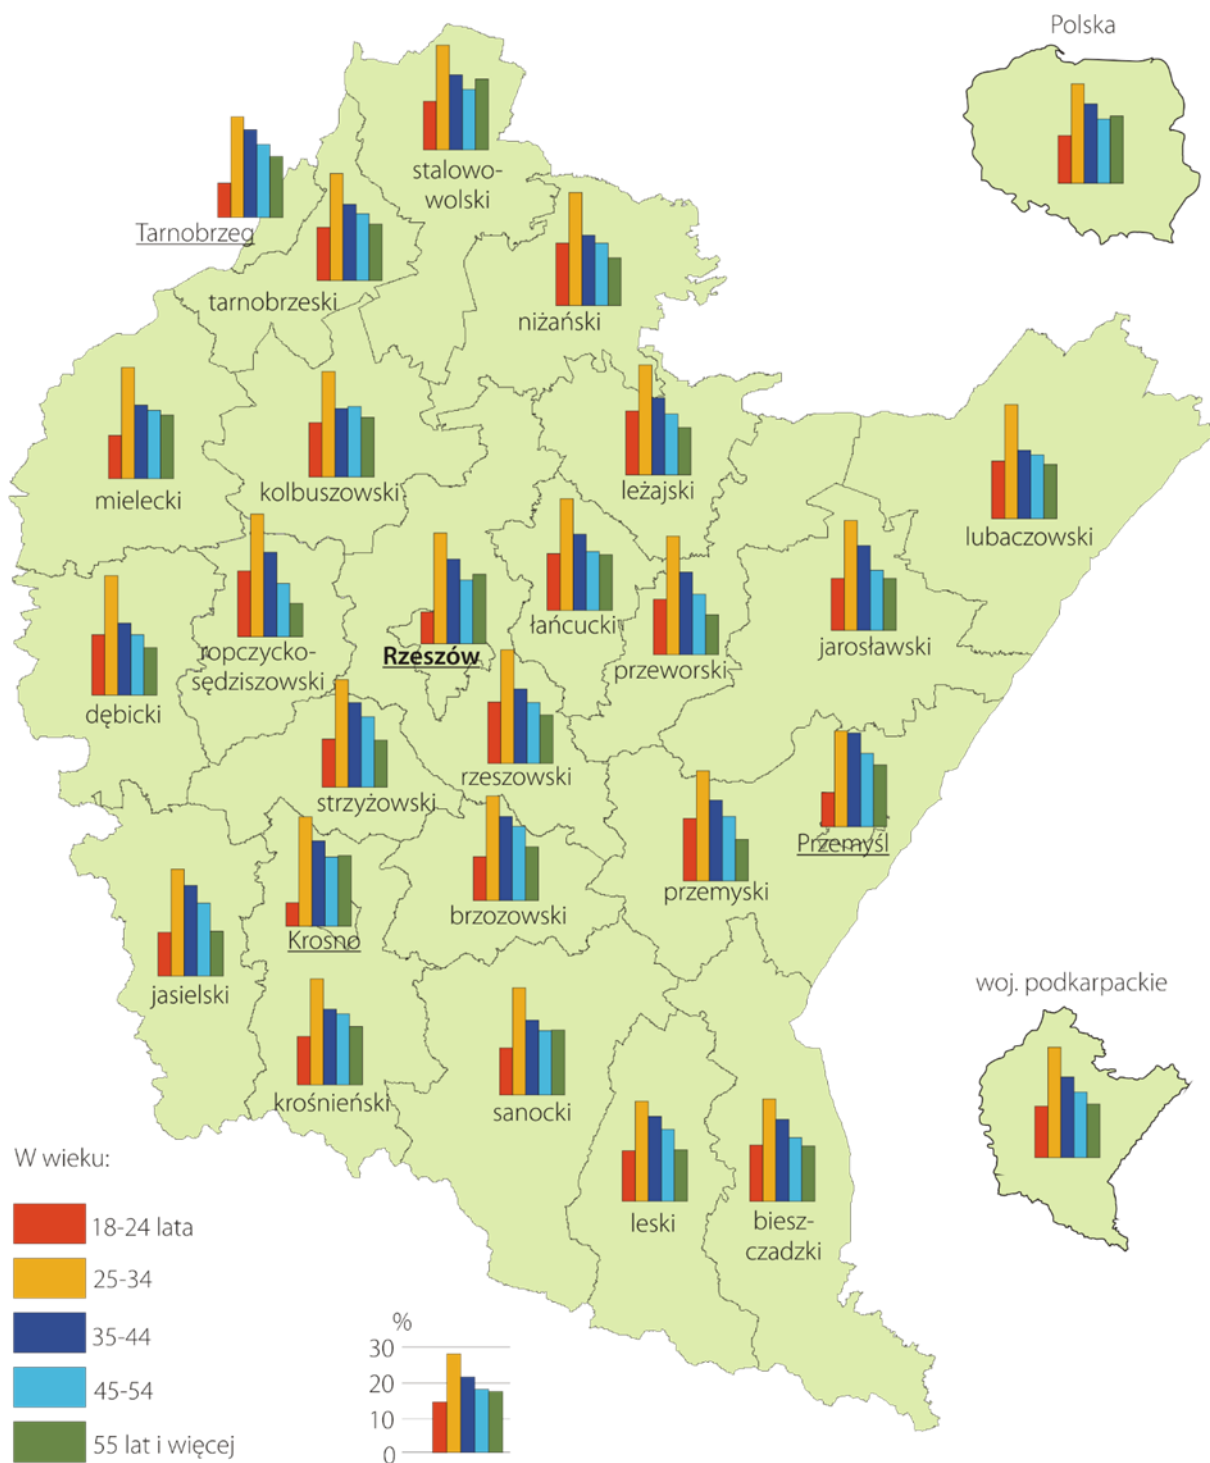 Polska
stalowo-
wolski
Tarnobrzeg
tarnobrzeski
niżański
mielecki
kolbuszowski
leżajski
lubaczowski
ropczycko-
sędziszowski
Rzeszów
łańcucki
przeworski
jarosławski
dębicki
strzyżowski
rzeszowski
Przemyśl
przemyski
brzozowski
Krosno
jasielski
woj. podkarpackie
krośnieński
sanocki
leski
biesz-
czadzki
W wieku:
18-24 lata
25-34
35-44
45-54
55 lat i więcej
%
30
20
10
0